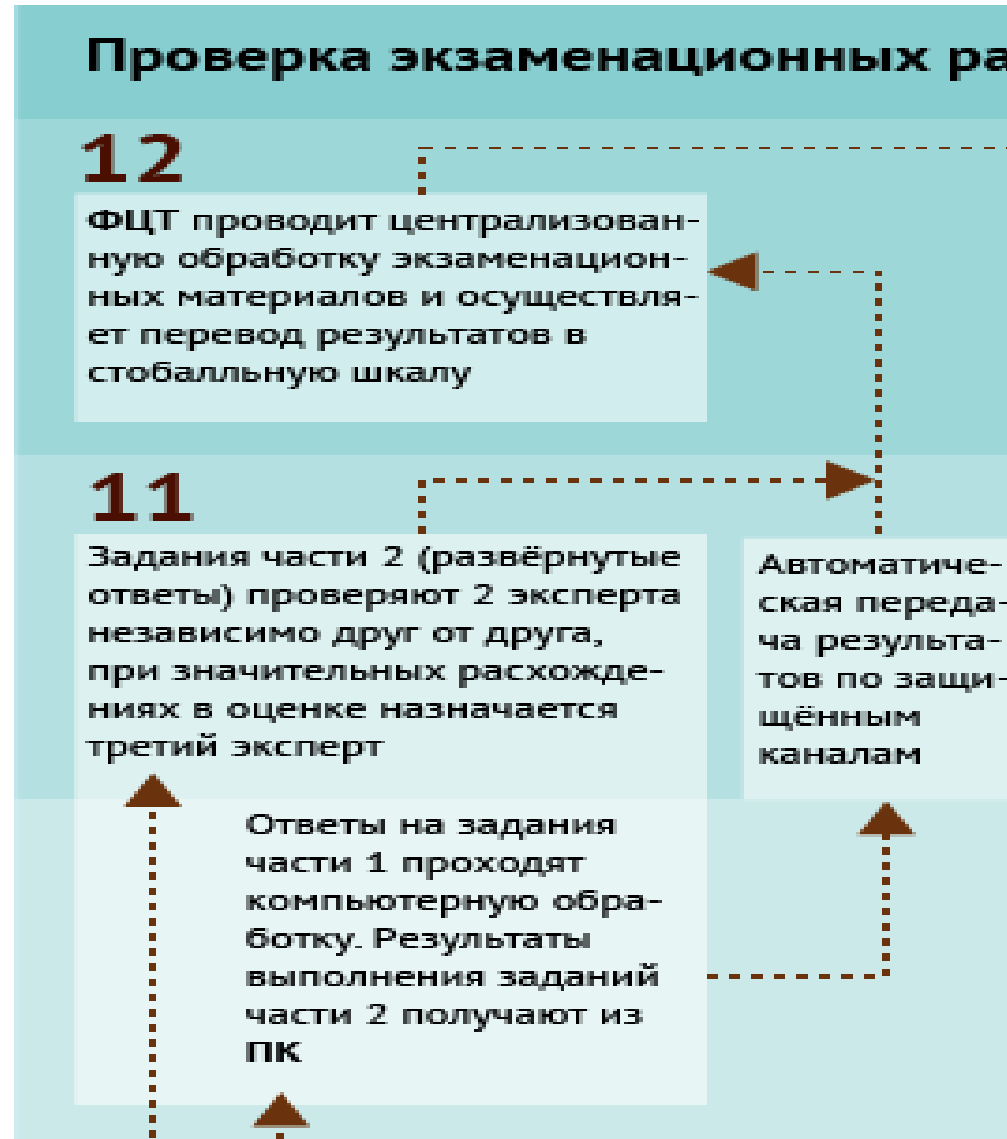 Проверка экзаменационных ра
12
ФЦТ проводит централизован-
ную обработку экзаменацион-
ных материалов и осуществля-
ет перевод результатов в
стобалльную шкалу
11
Задания части 2 (развёрнутые
ответы) проверяют 2 эксперта
независимо друг от друга,
при значительных расхожде-
ниях в оценке назначается
третий эксперт
Автоматиче-
ская переда-
ча результа-
тов по защи-
щённым
каналам
Ответы на задания
части 1 проходят
компьютерную обра-
ботку. Результаты
выполнения заданий
части 2 получают из
ПК